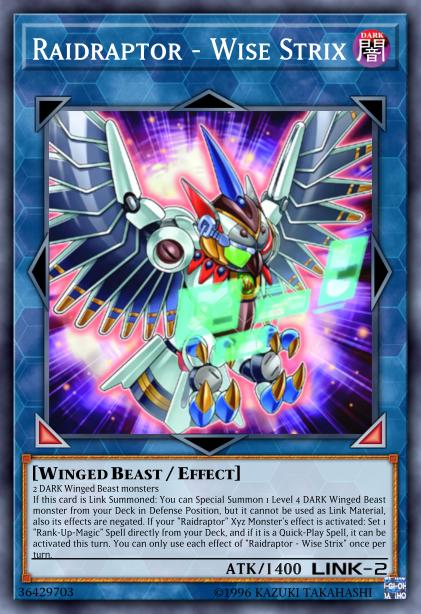 Raidraptor - Wise Strix
DARK
闇
[Winged Beast / Effect]
2 DARK Winged Beast monsters
If this card is Link Summoned: You can Special Summon 1 Level 4 DARK Winged Beast
monster from your Deck in Defense Position, but it cannot be used as Link Material,
also its effects are negated. If your "Raidraptor" Xyz Monster's effect is activated: Set 1
"Rank-Up-Magic" Spell directly from your Deck, and if it is a Quick-Play Spell, it can be
activated this turn. You can only use each effect of "Raidraptor - Wise Strix" once per
turn.
ATK/1400 LINK-2
36429703 ©1996 KAZUKI TAKAHASHI